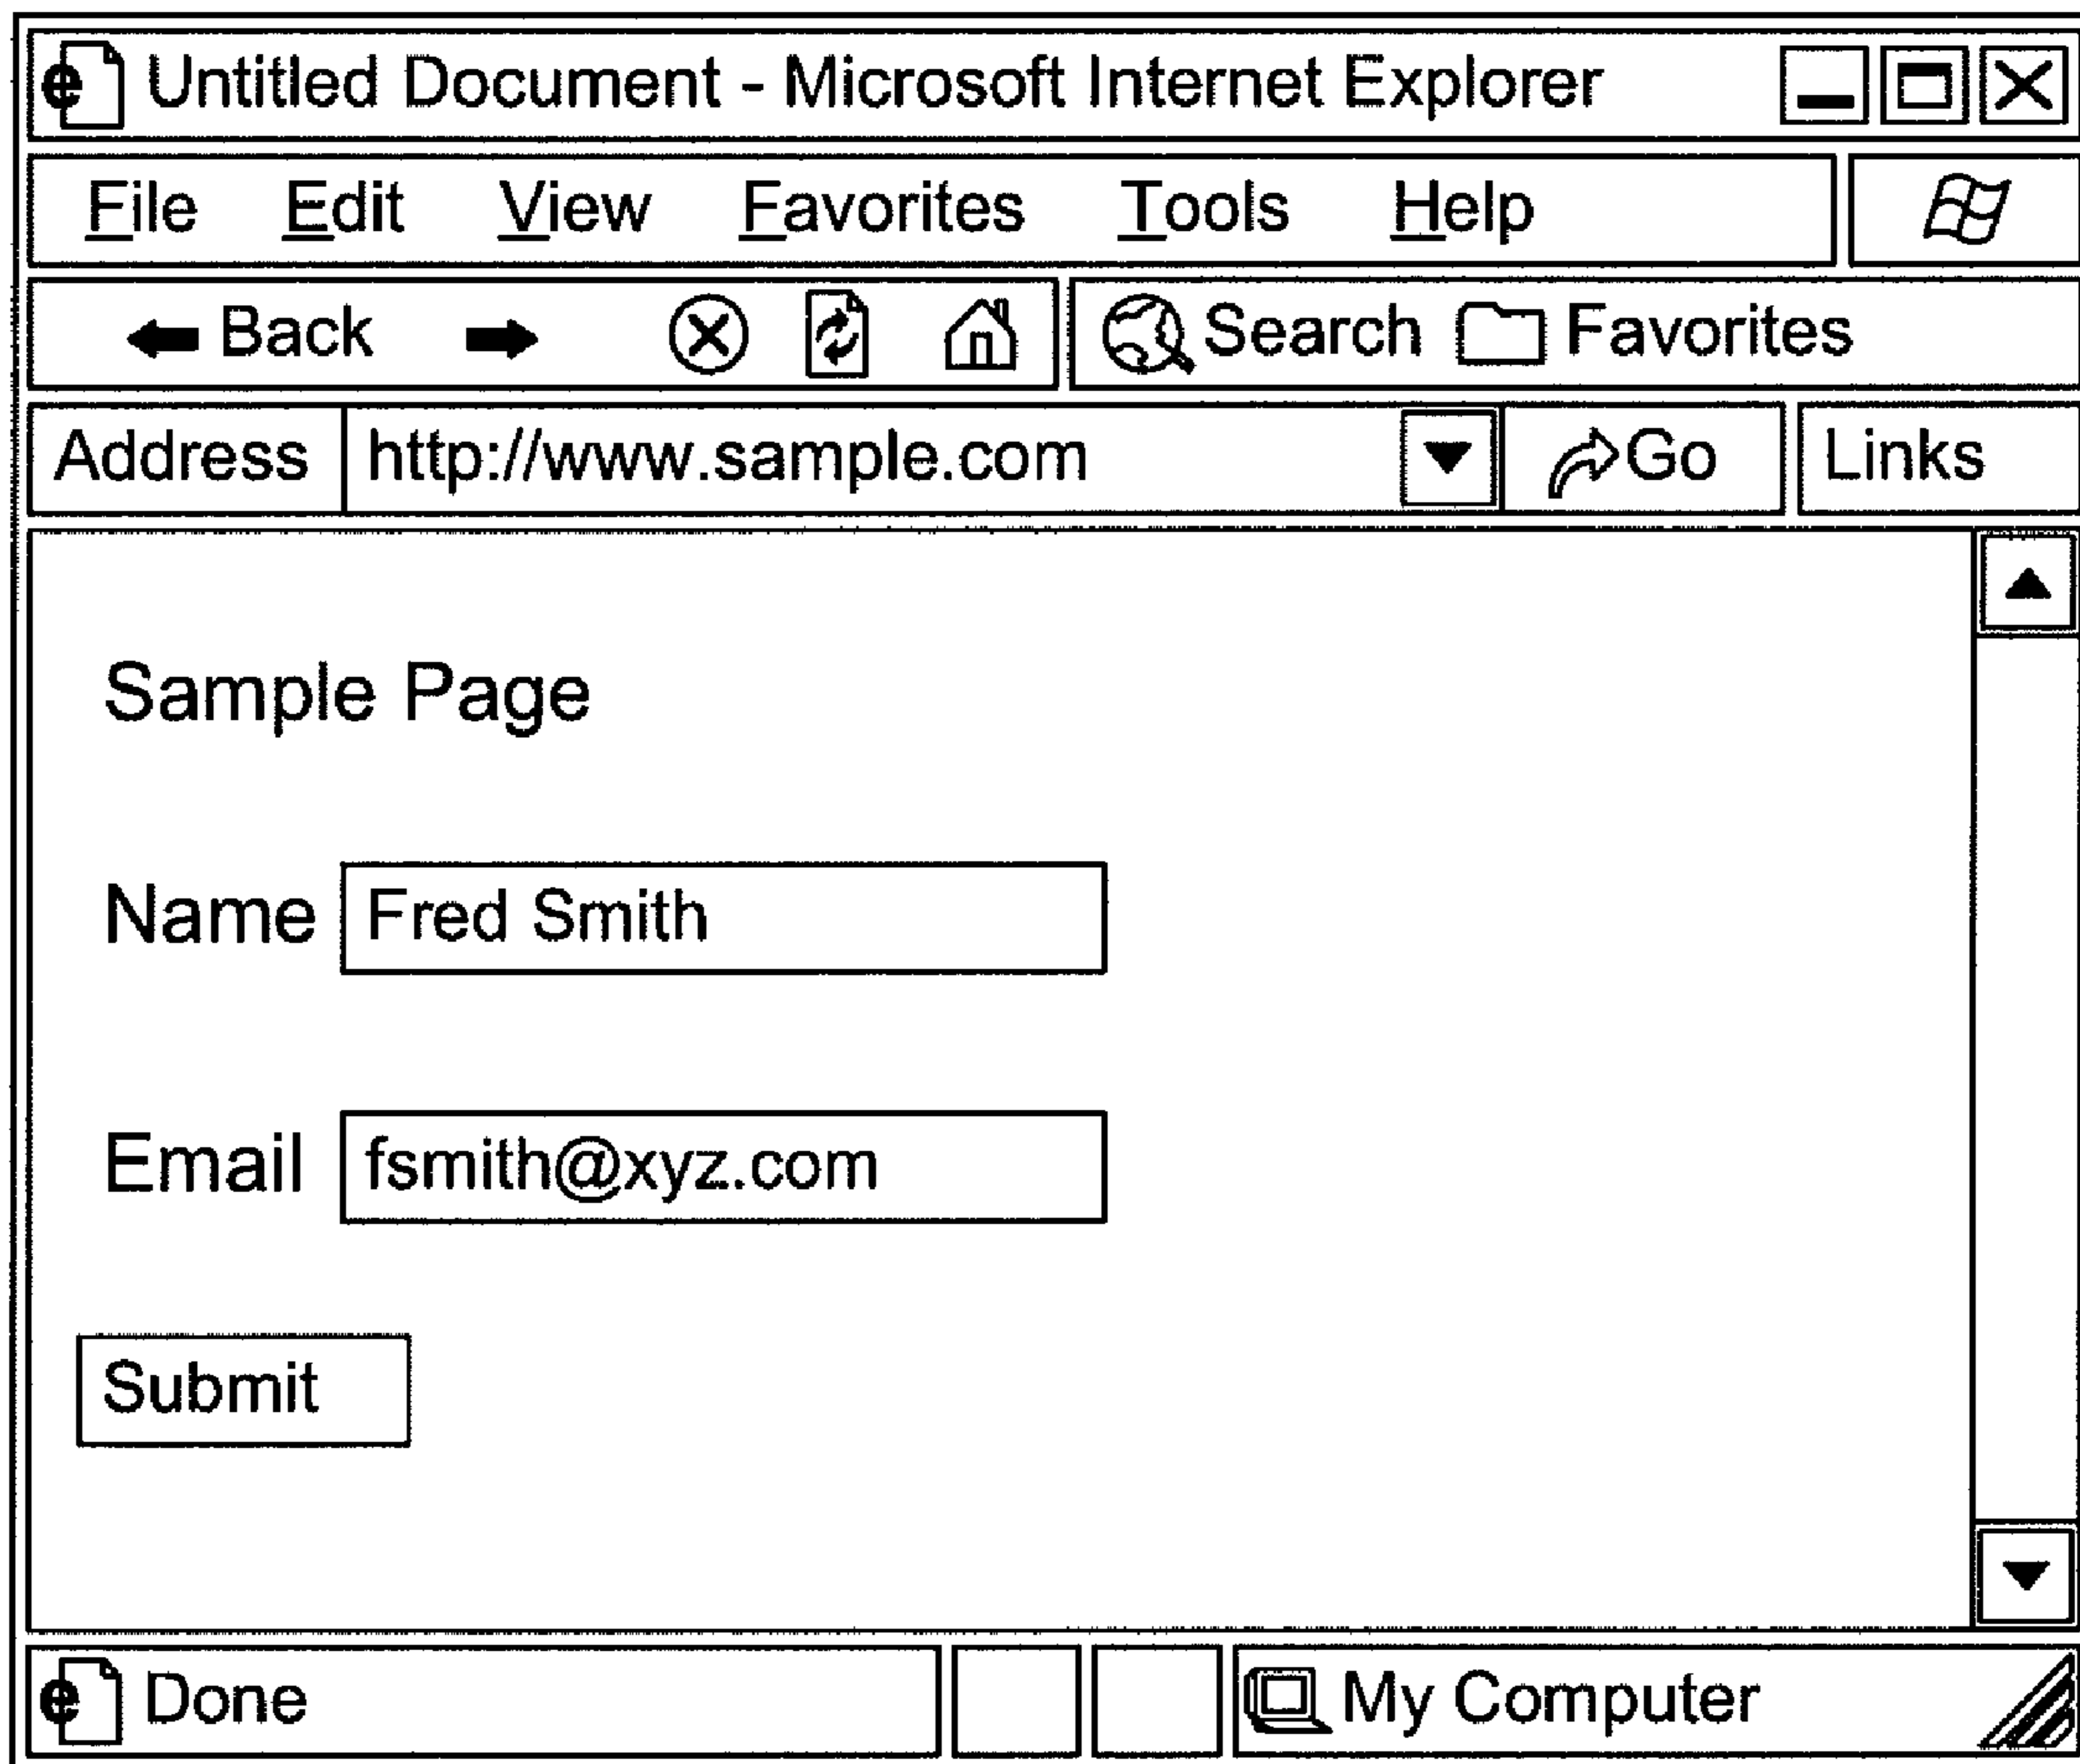 Untitled Document - Microsoft Internet Explorer
File Edit View Favorites Tools Help
Back Search Favorites
Address http://www.sample.com Go Links
Sample Page
Name Fred Smith
Email fsmith@xyz.com
Submit
Done My Computer